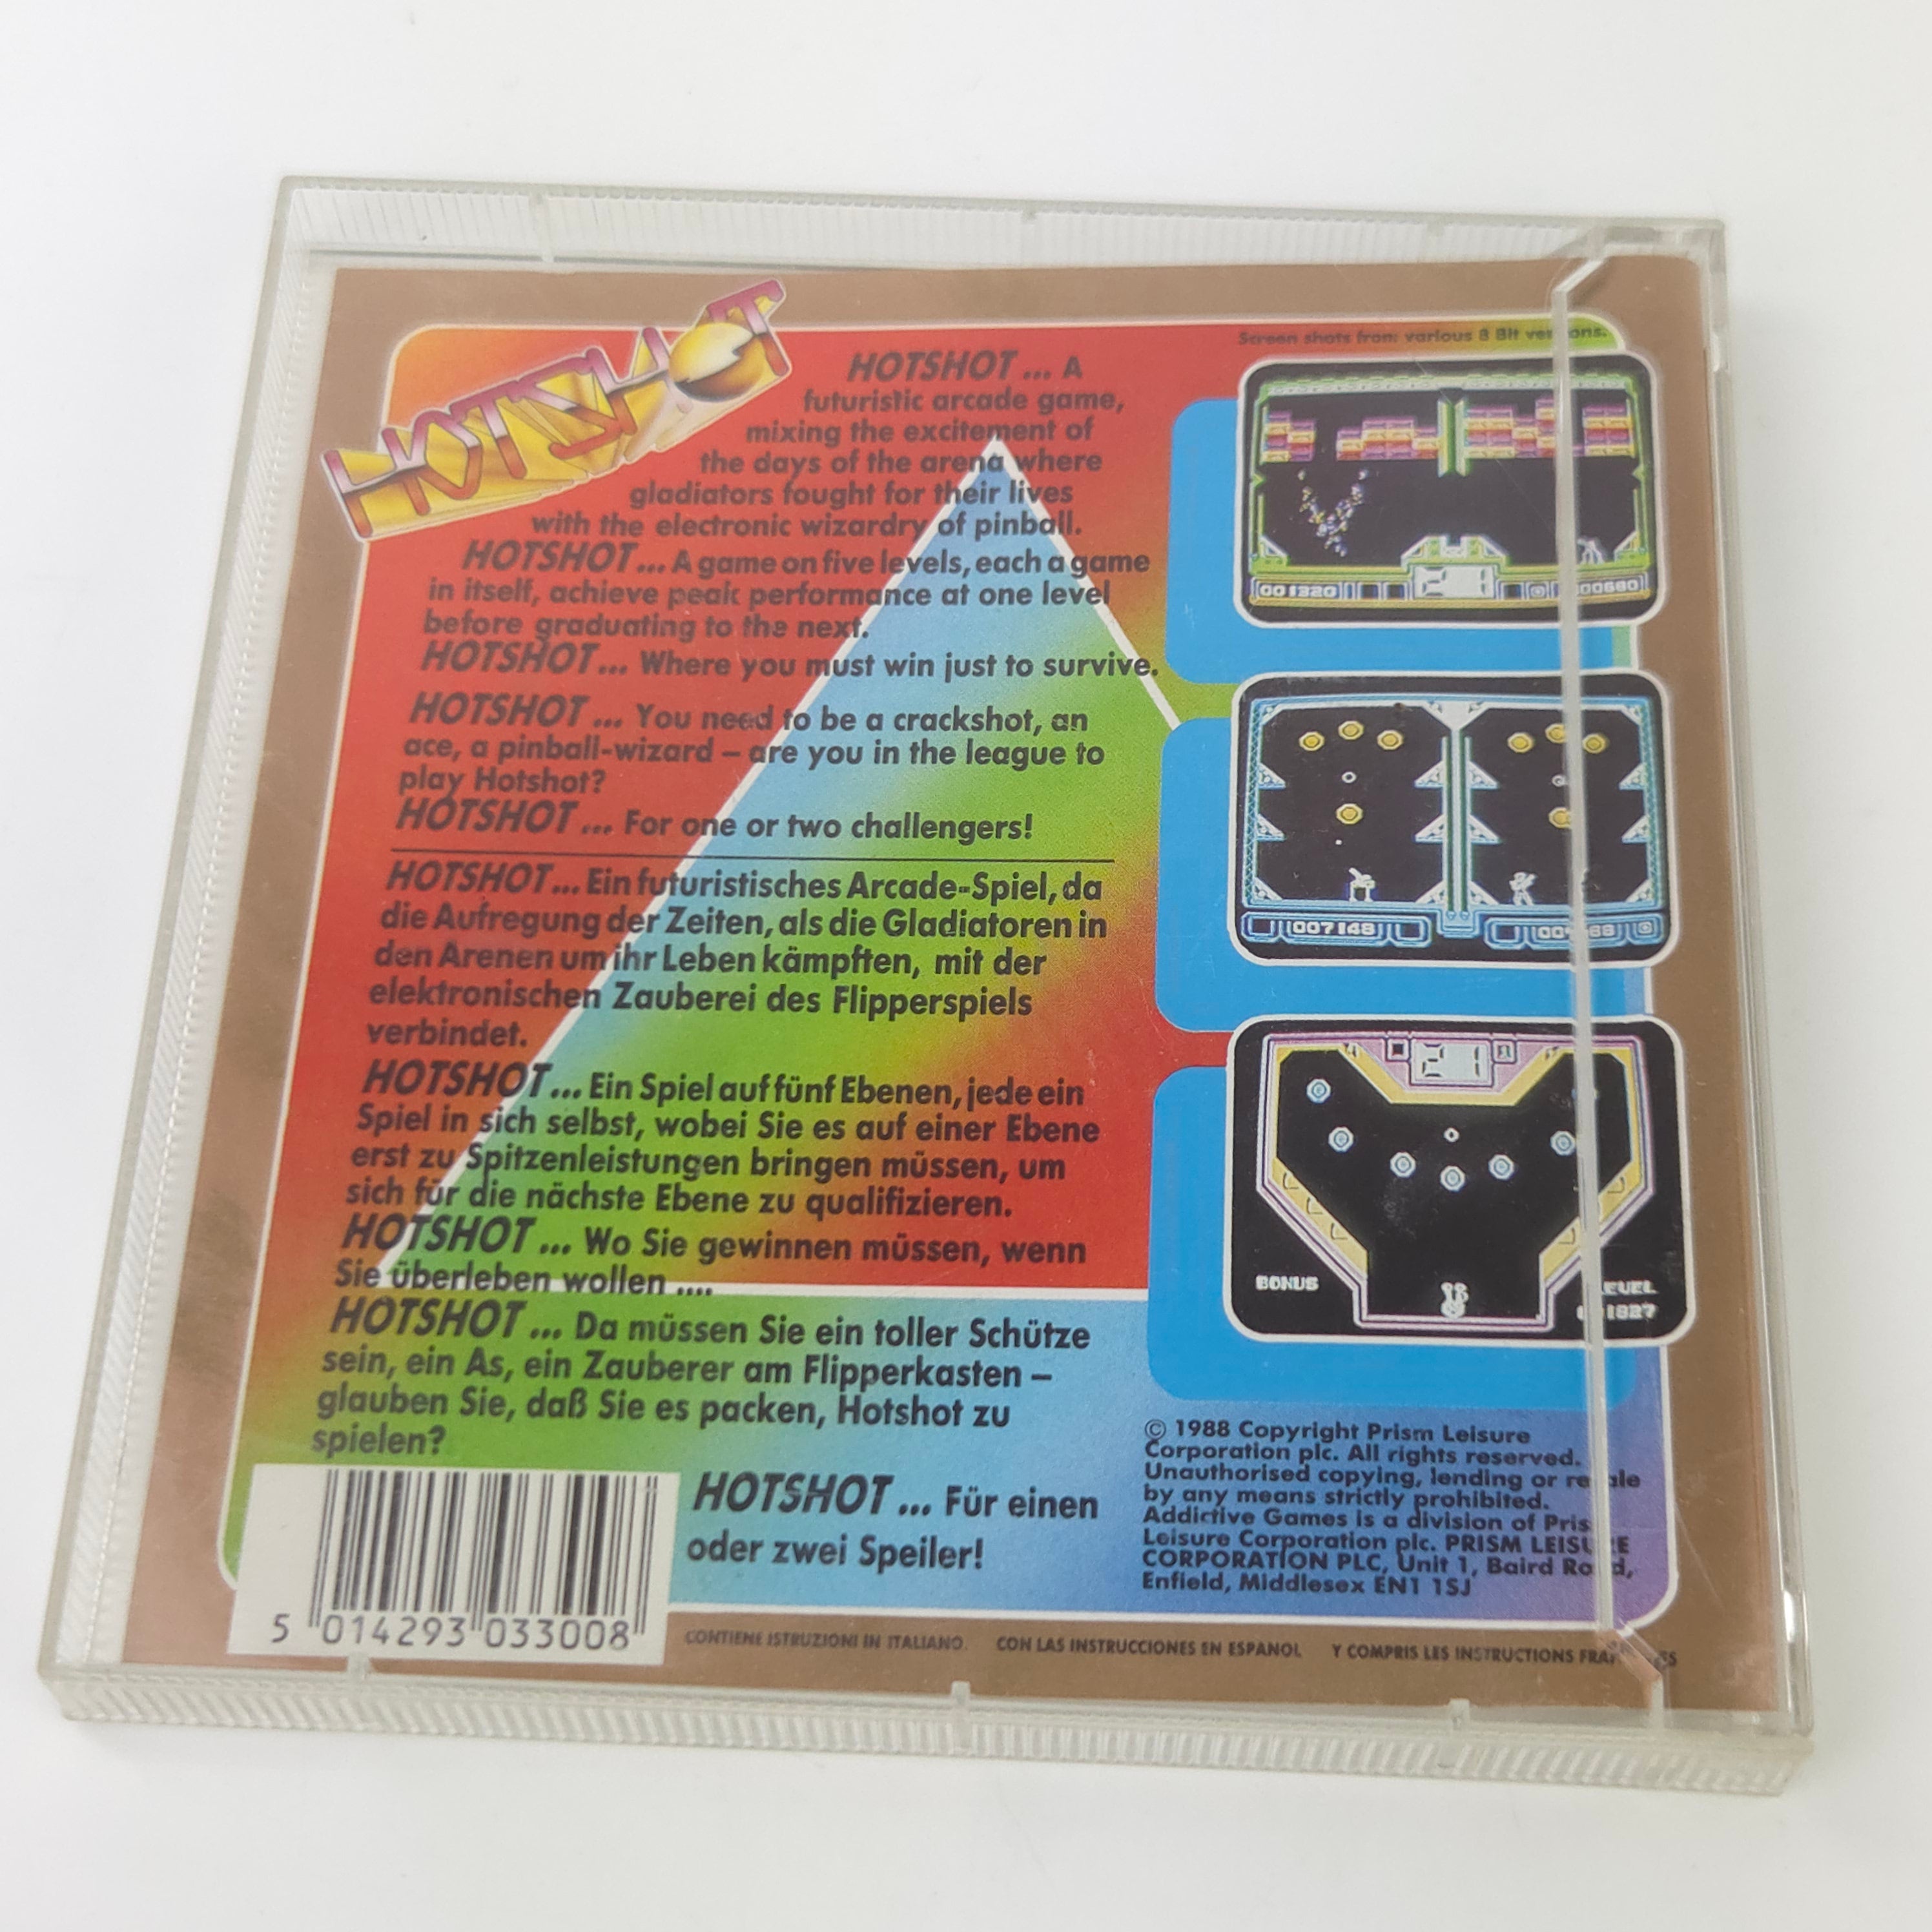 HOTSHOT
HOTSHOT ... A
futuristic arcade game,
mixing the excitement of
the days of the arena where
gladiators fought for their lives
with the electronic wizardry of pinball.
HOTSHOT ... A game on five levels, each a game
in itself, achieve peak performance at one level
before graduating to the next.
HOTSHOT ... Where you must win just to survive.
HOTSHOT ... You need to be a crackshot, an
ace, a pinball-wizard – are you in the league to
play Hotshot?
HOTSHOT ... For one or two challengers!
HOTSHOT ... Ein futuristisches Arcade-Spiel, da
die Aufregung der Zeiten, als die Gladiatoren in
den Arenen um ihr Leben kämpften, mit der
elektronischen Zauberei des Flipperspiels
verbindet.
HOTSHOT ... Ein Spiel auf fünf Ebenen, jede ein
Spiel in sich selbst, wobei Sie es auf einer Ebene
erst zu Spitzenleistungen bringen müssen, um
sich für die nächste Ebene zu qualifizieren.
HOTSHOT ... Wo Sie gewinnen müssen, wenn
Sie überleben wollen ....
HOTSHOT ... Da müssen Sie ein toller Schütze
sein, ein As, ein Zauberer am Flipperkasten –
glauben Sie, daß Sie es packen, Hotshot zu
spielen?
HOTSHOT ... Für einen
oder zwei Speiler!
5 014293 033008
Screen shots from various 8 Bit versions.
001320 21 000680
007148
21
BONUS LEVEL
1827
© 1988 Copyright Prism Leisure
Corporation plc. All rights reserved.
Unauthorised copying, lending or resale
by any means strictly prohibited.
Addictive Games is a division of Prism
Leisure Corporation plc. PRISM LEISURE
CORPORATION PLC, Unit 1, Baird Road,
Enfield, Middlesex EN1 1SJ
CONTIENE ISTRUZIONI IN ITALIANO. CON LAS INSTRUCCIONES EN ESPANOL Y COMPRIS LES INSTRUCTIONS FRANÇAISES